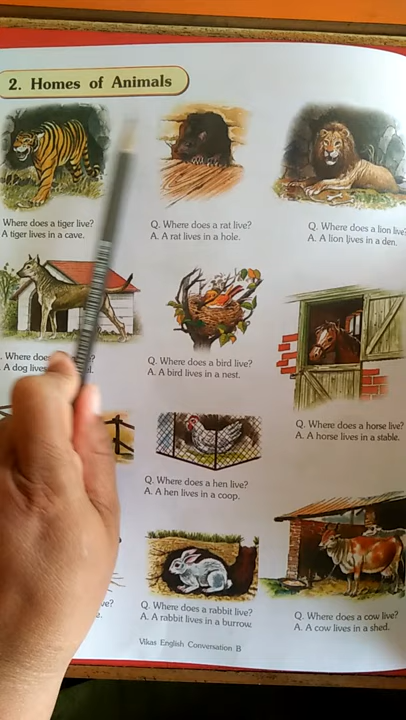 2. Homes of Animals
Where does a tiger live?
A tiger lives in a cave.
Q. Where does a rat live?
A. A rat lives in a hole.
Q. Where does a lion live?
A. A lion lives in a den.
. Where does
A dog lives
Q. Where does a bird live?
A. A bird lives in a nest.
Q. Where does a horse live?
A. A horse lives in a stable.
Q. Where does a hen live?
A. A hen lives in a coop.
Q. Where does a rabbit live?
A. A rabbit lives in a burrow.
Q. Where does a cow live?
A. A cow lives in a shed.
Vikas English Conversation B